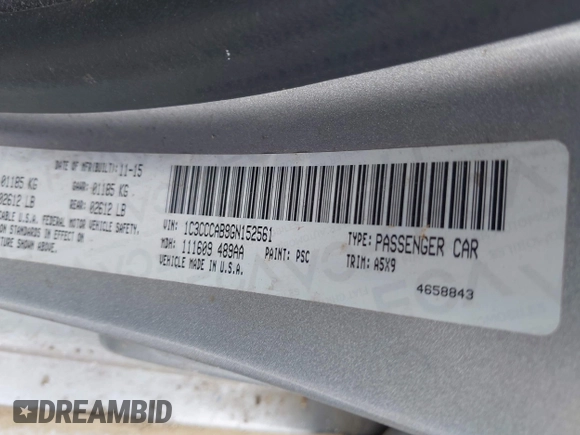 DATE OF MFR(BUILT): 11-15
01185 KG GAWR: 01185 KG
02612 LB REAR: 02612 LB
CABLE U.S.A. FEDERAL MOTOR VEHICLE SAFETY,
ON STANDARDS IN EFFECT ON
TURE SHOWN ABOVE.
VIN: 1C3CCCAB9GN152561
MDH: 111609 489AA PAINT: PSC
VEHICLE MADE IN U.S.A.
TYPE: PASSENGER CAR
TRIM: A5X9
4658843
DREAMBID